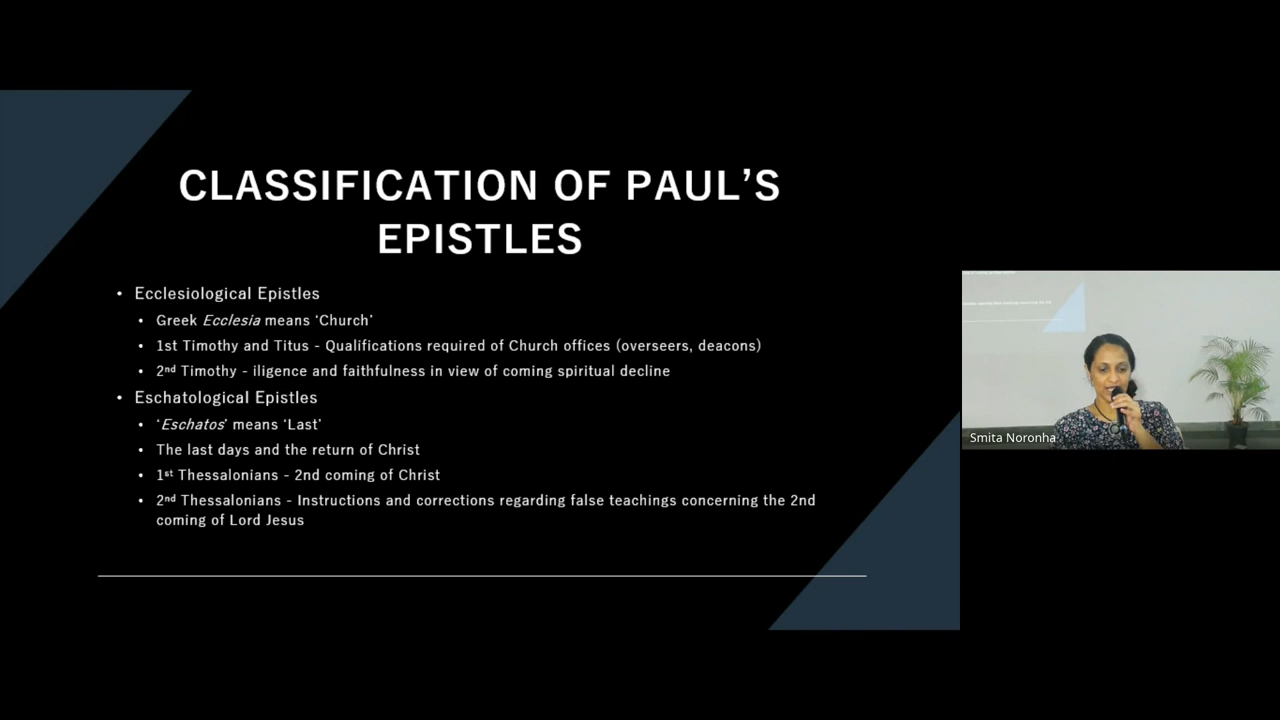 CLASSIFICATION OF PAUL’S
EPISTLES
• Ecclesiological Epistles
• Greek Ecclesia means ‘Church’
• 1st Timothy and Titus - Qualifications required of Church offices (overseers, deacons)
• 2nd Timothy - iligence and faithfulness in view of coming spiritual decline
• Eschatological Epistles
• ‘Eschatos’ means ‘Last’
• The last days and the return of Christ
• 1st Thessalonians - 2nd coming of Christ
• 2nd Thessalonians - Instructions and corrections regarding false teachings concerning the 2nd
coming of Lord Jesus
Smita Noronha